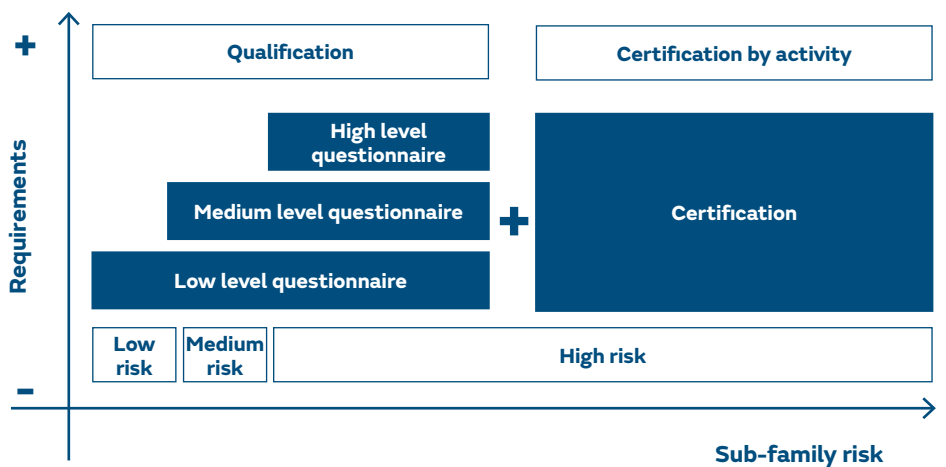 +
Qualification
Certification by activity
Requirements
High level
questionnaire
Medium level questionnaire
+
Certification
Low level questionnaire
Low
risk
Medium
risk
High risk
-
Sub-family risk